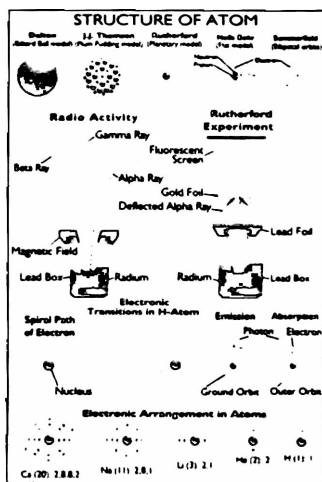 STRUCTURE OF ATOM
Dalton J.J. Thomson Rutherford Neils Bohr Sommerfeld
(Billiard Ball model) (Plum Pudding model) (Planetary model) (Elliptical orbits)
Radio Activity
Rutherford
Experiment
Gamma Ray
Fluorescent
Screen
Beta Ray
Alpha Ray
Gold Foil
Deflected Alpha Ray
Lead Foil
Magnetic Field
Lead Box Radium Radium Lead Box
Electronic
Transitions in H-Atom
Spirol Path
of Electron
Emission Absorption
Photon Electron
Nucleus Ground Orbit Outer Orbit
Electronic Arrangement in Atoms
Ca (20) 2,8,8,2 Na (11) 2,8,1 Li (3) 2,1 He (2) 2 H (1) 1